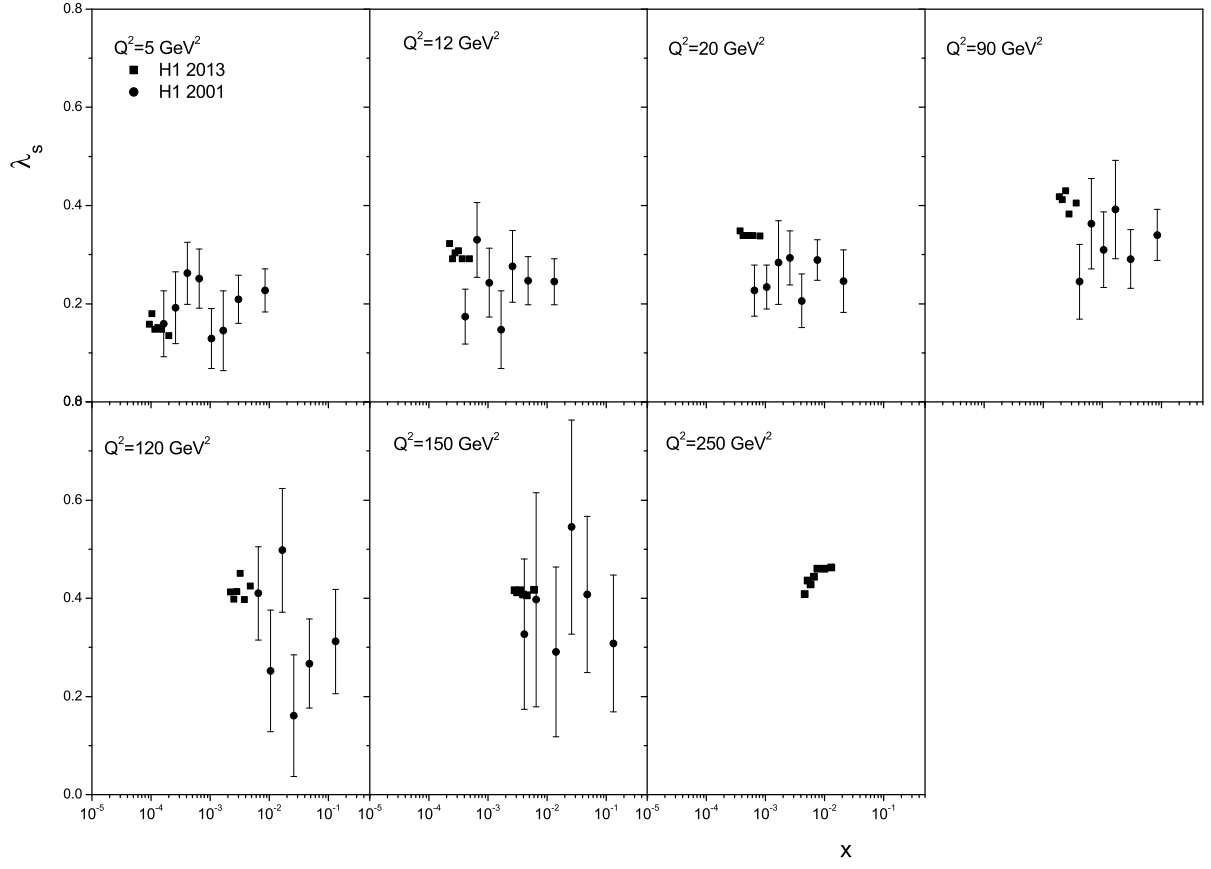 0.8
Q²=5 GeV²
Q²=12 GeV²
Q²=20 GeV²
Q²=90 GeV²
H1 2013
H1 2001
0.6
λs
0.4
0.2
Q²=120 GeV²
Q²=150 GeV²
Q²=250 GeV²
0.6
0.4
0.2
0.0
10⁻⁵ 10⁻⁴ 10⁻³ 10⁻² 10⁻¹ 10⁻⁵ 10⁻⁴ 10⁻³ 10⁻² 10⁻¹ 10⁻⁵ 10⁻⁴ 10⁻³ 10⁻² 10⁻¹
x